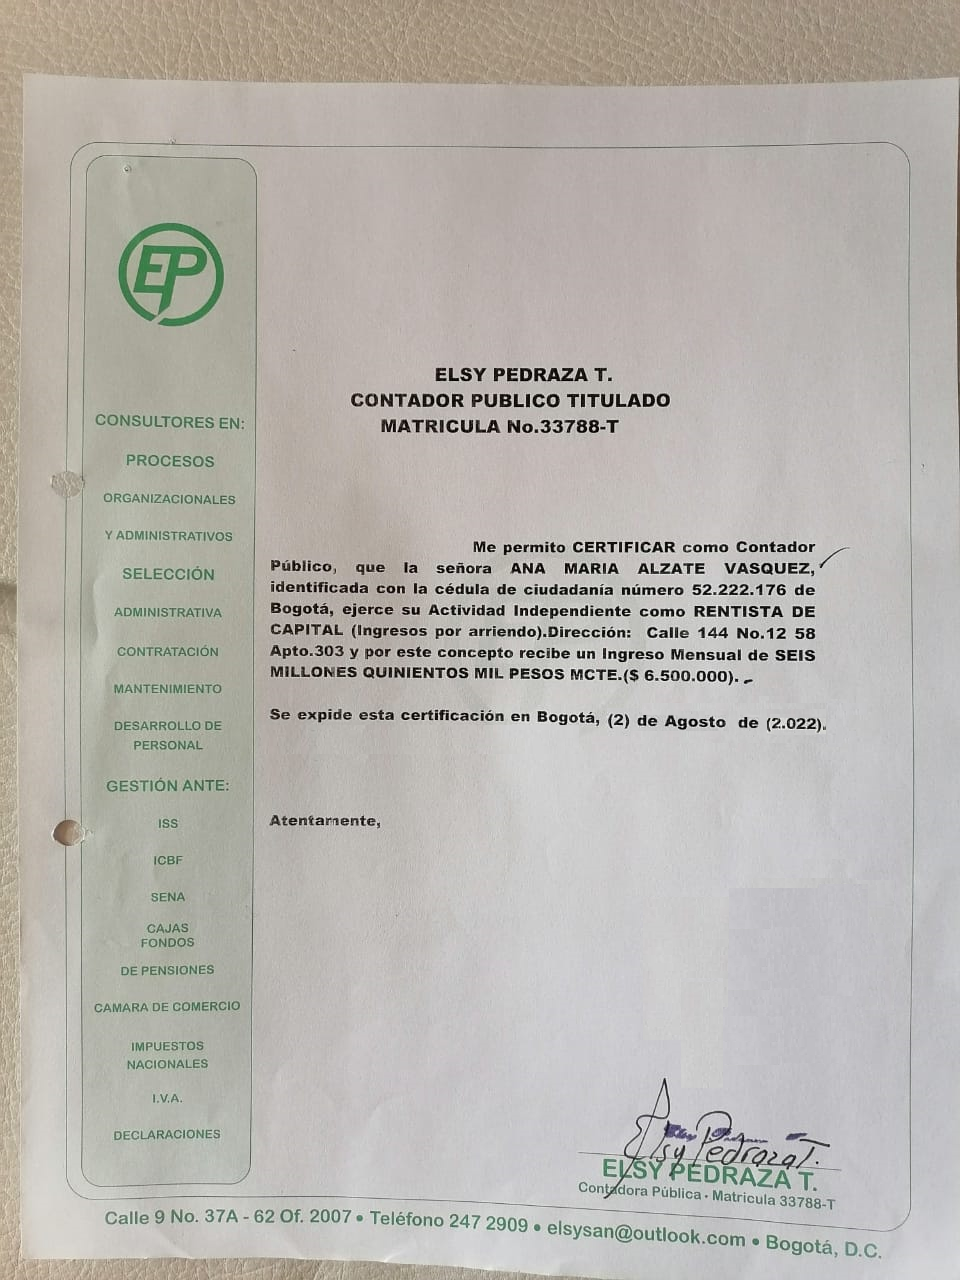 EP
CONSULTORES EN:
PROCESOS
ORGANIZACIONALES
Y ADMINISTRATIVOS
SELECCIÓN
ADMINISTRATIVA
CONTRATACIÓN
MANTENIMIENTO
DESARROLLO DE
PERSONAL
GESTIÓN ANTE:
ISS
ICBF
SENA
CAJAS
FONDOS
DE PENSIONES
CAMARA DE COMERCIO
IMPUESTOS
NACIONALES
I.V.A.
DECLARACIONES
ELSY PEDRAZA T.
CONTADOR PUBLICO TITULADO
MATRICULA No.33788-T
Me permito CERTIFICAR como Contador
Público, que la señora ANA MARIA ALZATE VASQUEZ,
identificada con la cédula de ciudadanía número 52.222.176 de
Bogotá, ejerce su Actividad Independiente como RENTISTA DE
CAPITAL (Ingresos por arriendo).Dirección: Calle 144 No.12 58
Apto.303 y por este concepto recibe un Ingreso Mensual de SEIS
MILLONES QUINIENTOS MIL PESOS MCTE.($ 6.500.000).
Se expide esta certificación en Bogotá, (2) de Agosto de (2.022).
Atentamente,
Elsy Pedraza T.
ELSY PEDRAZA T.
Contadora Pública - Matricula 33788-T
Calle 9 No. 37A - 62 Of. 2007 • Teléfono 247 2909 • elsysan@outlook.com • Bogotá, D.C.